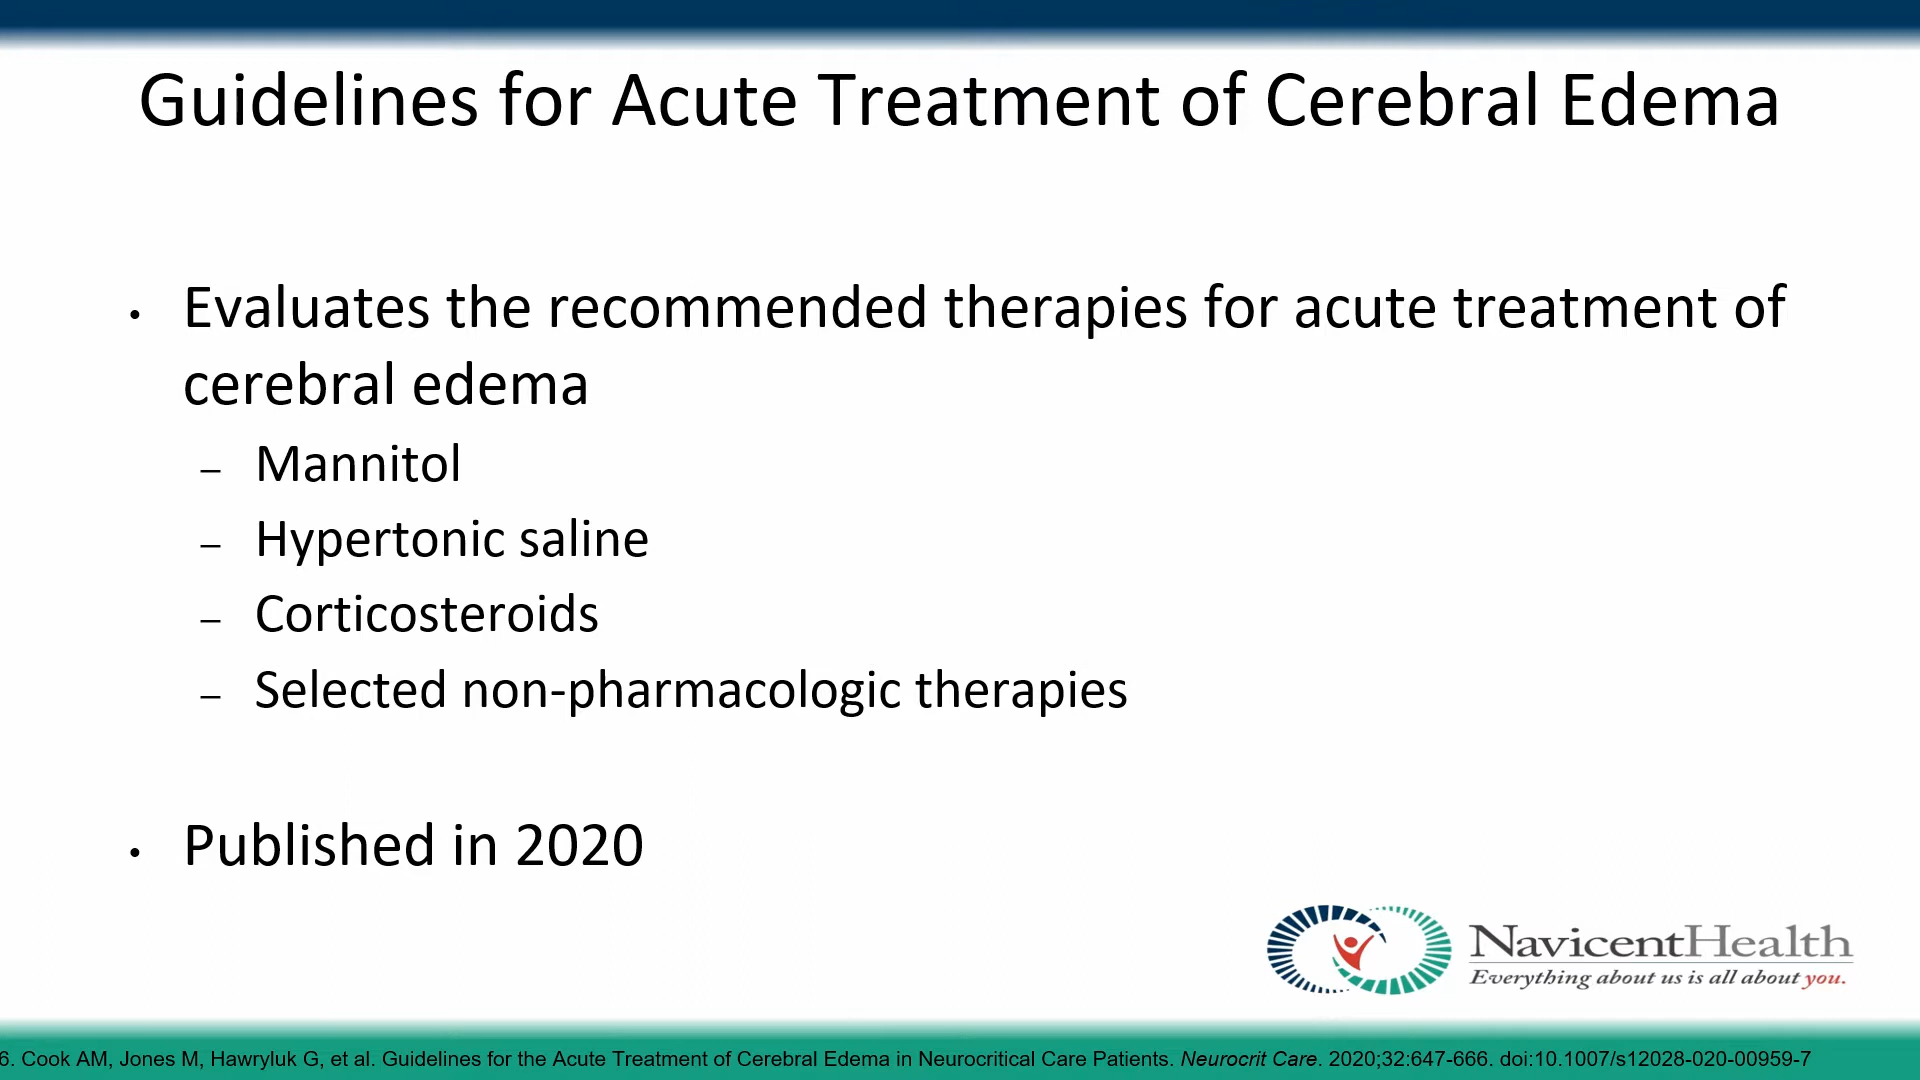 Guidelines for Acute Treatment of Cerebral Edema
• Evaluates the recommended therapies for acute treatment of
cerebral edema
– Mannitol
– Hypertonic saline
– Corticosteroids
– Selected non-pharmacologic therapies
• Published in 2020
NavicentHealth
Everything about us is all about you.
6. Cook AM, Jones M, Hawryluk G, et al. Guidelines for the Acute Treatment of Cerebral Edema in Neurocritical Care Patients. Neurocrit Care. 2020;32:647-666. doi:10.1007/s12028-020-00959-7